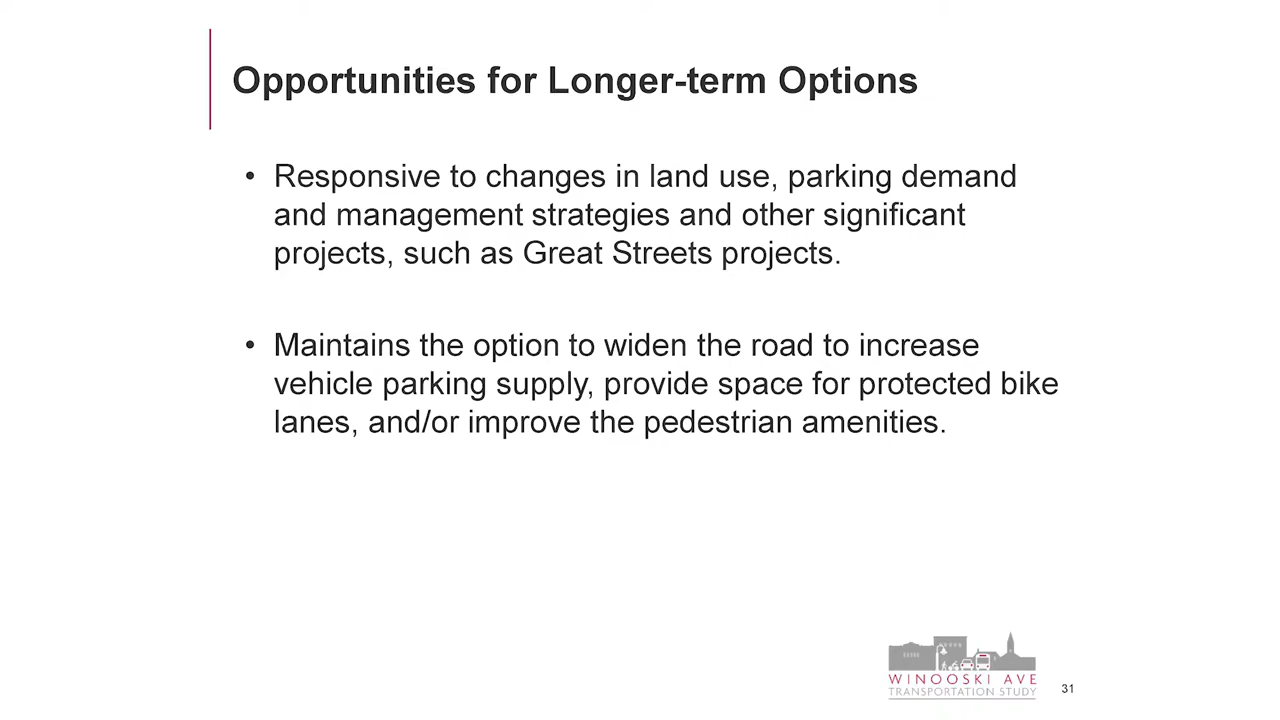 Opportunities for Longer-term Options
• Responsive to changes in land use, parking demand
and management strategies and other significant
projects, such as Great Streets projects.
• Maintains the option to widen the road to increase
vehicle parking supply, provide space for protected bike
lanes, and/or improve the pedestrian amenities.
WINOOSKI AVE
TRANSPORTATION STUDY
31